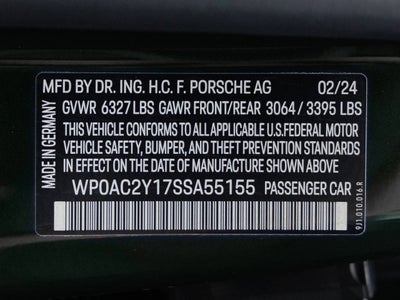 MFD BY DR. ING. H.C. F. PORSCHE AG 02/24
GVWR 6327 LBS GAWR FRONT/REAR 3064 / 3395 LBS
THIS VEHICLE CONFORMS TO ALL APPLICABLE
U.S.FEDERAL MOTOR
VEHICLE SAFETY, BUMPER, AND THEFT PREVENTION
STANDARDS
IN EFFECT ON THE DATE OF MANUFACTURE SHOWN ABOVE.
WP0AC2Y17SSA55155 PASSENGER CAR
MADE IN GERMANY
9J1.010.016.R